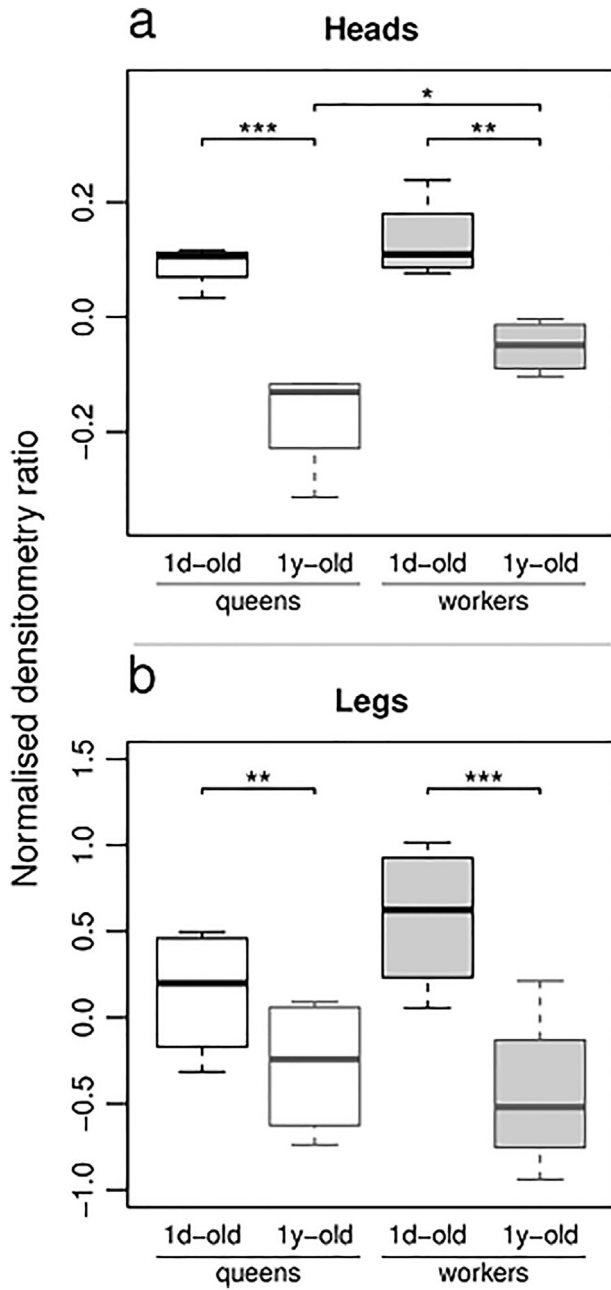 a
Heads
*
***
**
0.2
0.0
−0.2
1d−old 1y−old 1d−old 1y−old
queens workers
Normalised densitometry ratio
b
Legs
**
***
1.5
1.0
0.5
0.0
−0.5
−1.0
1d−old 1y−old 1d−old 1y−old
queens workers